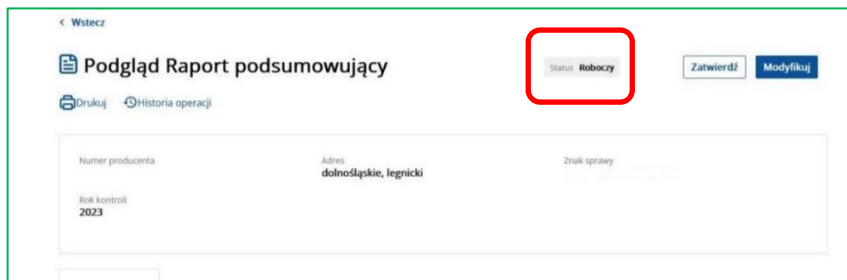 Wstecz
Podgląd Raport podsumowujący
Status Roboczy
Zatwierdź
Modyfikuj
Drukuj
Historia operacji
Numer producenta
Adres
Znak sprawy
dolnośląskie, legnicki
Rok kontroli
2023